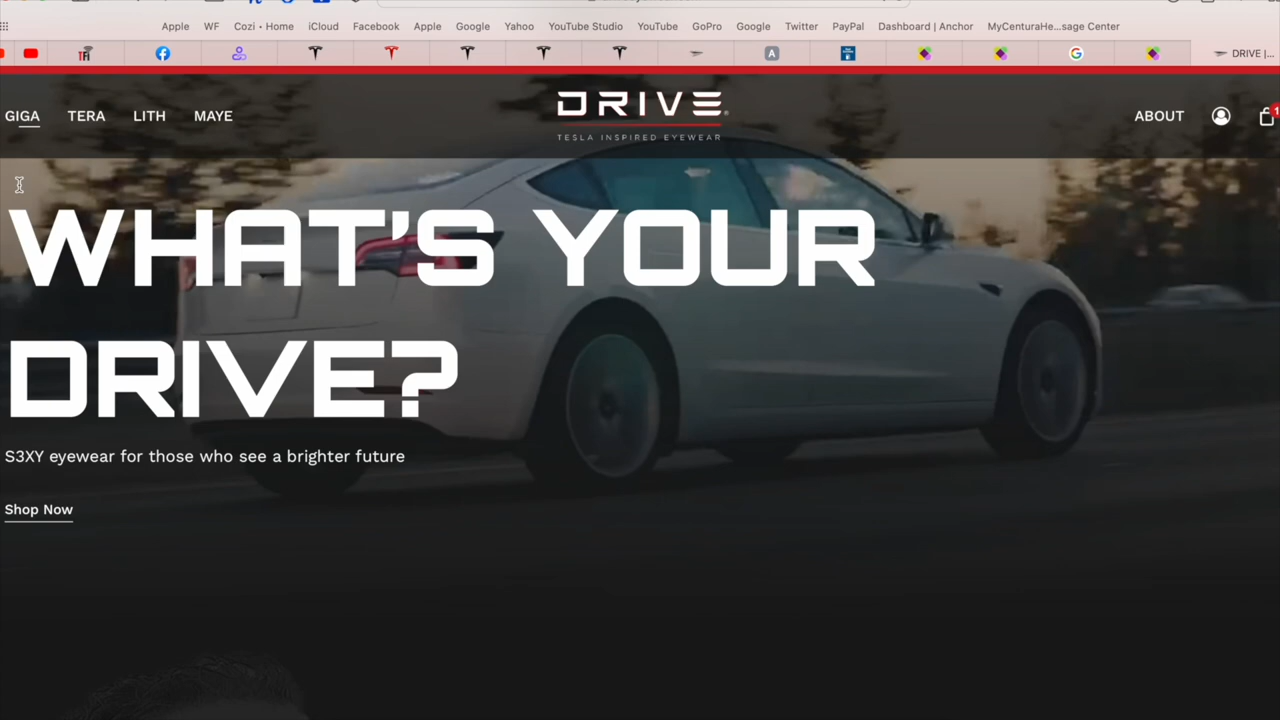 Apple WF Cozi • Home iCloud Facebook Apple Google Yahoo YouTube Studio YouTube GoPro Google Twitter PayPal Dashboard | Anchor MyCenturaHe...sage Center
TFi A G DRIVE |...
GIGA TERA LITH MAYE DRIVE ABOUT 1
TESLA INSPIRED EYEWEAR
WHAT'S YOUR
DRIVE?
S3XY eyewear for those who see a brighter future
Shop Now